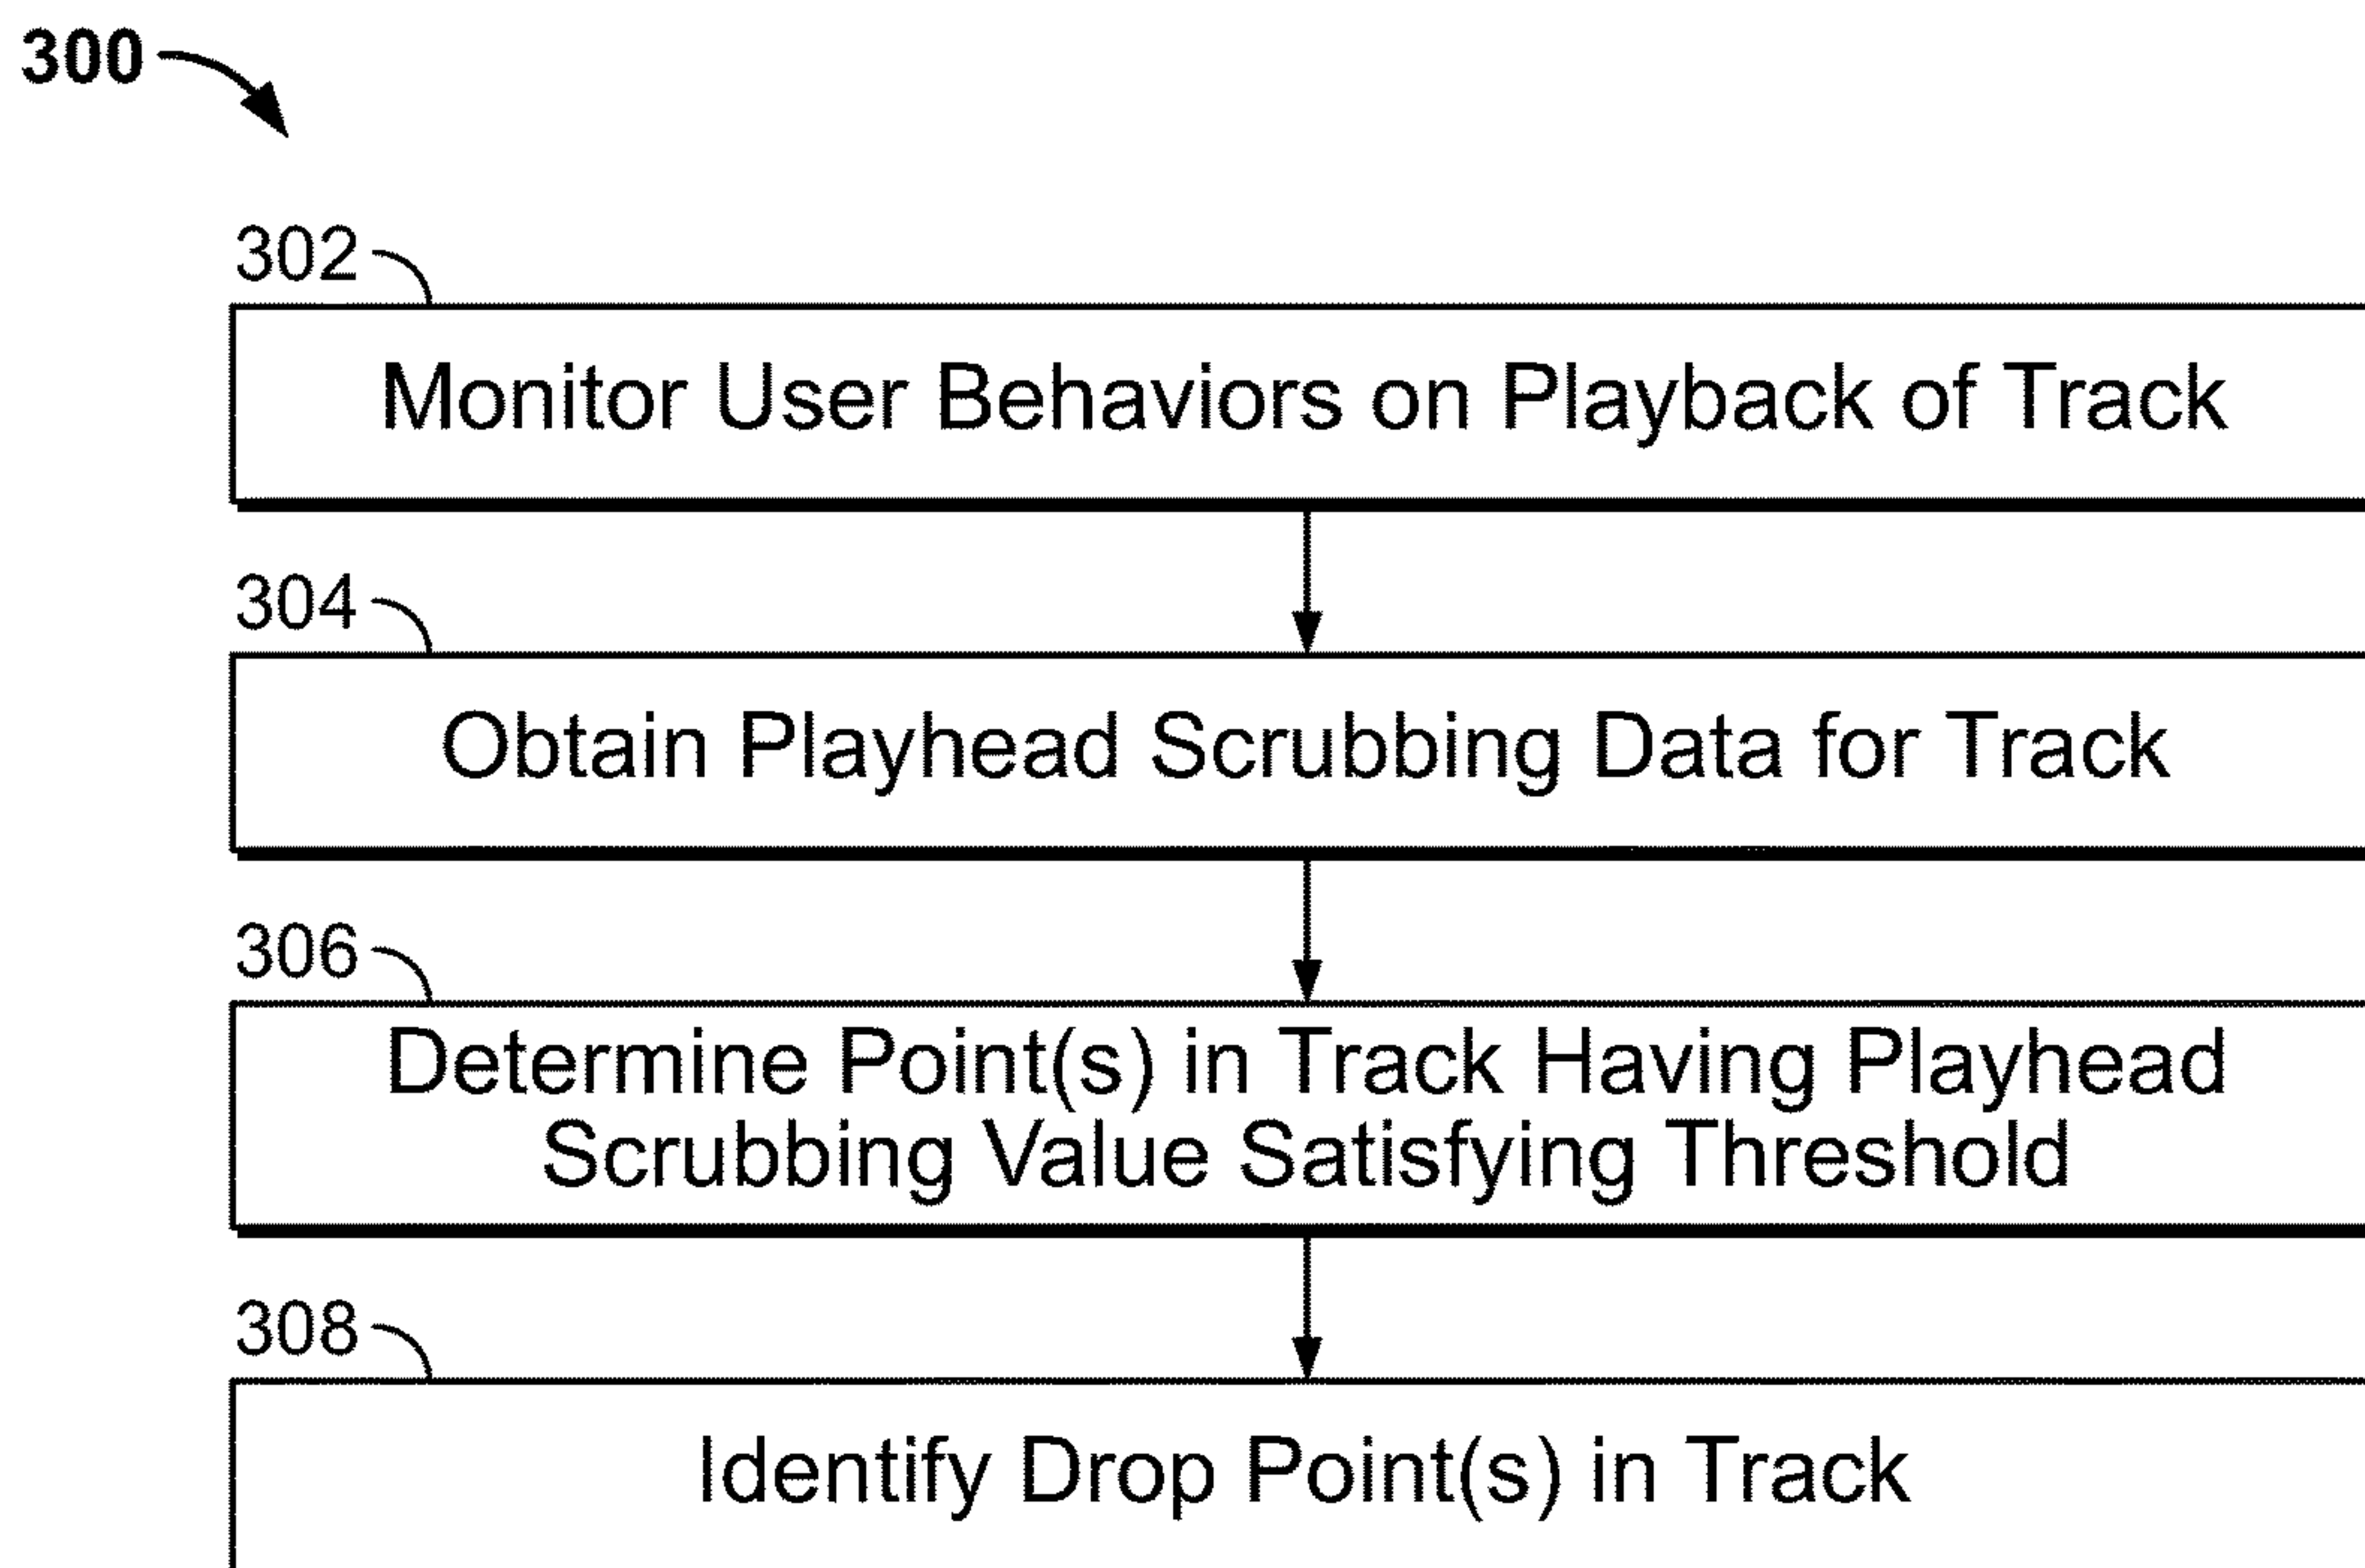 300
302
Monitor User Behaviors on Playback of Track
304
Obtain Playhead Scrubbing Data for Track
306
Determine Point(s) in Track Having Playhead
Scrubbing Value Satisfying Threshold
308
Identify Drop Point(s) in Track